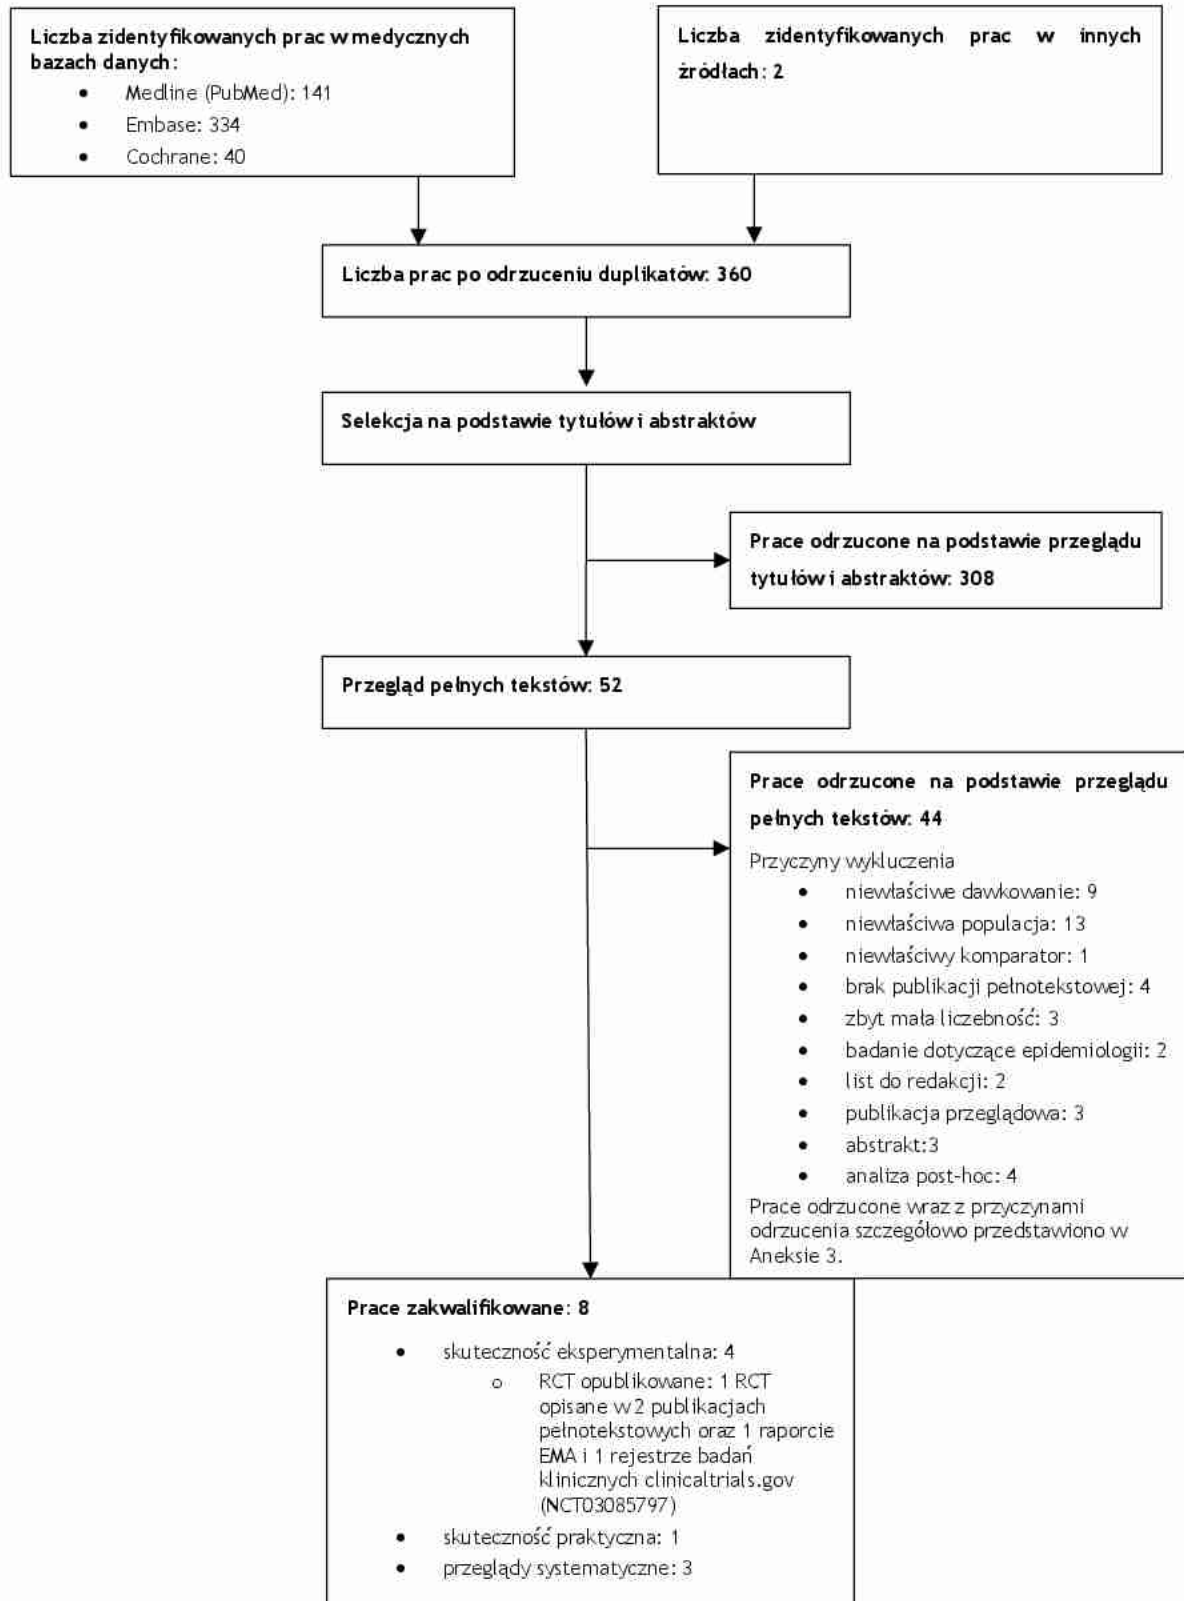 Liczba zidentyfikowanych prac w medycznych
bazach danych:
• Medline (PubMed): 141
• Embase: 334
• Cochrane: 40
Liczba zidentyfikowanych prac w innych
źródłach: 2
Liczba prac po odrzuceniu duplikatów: 360
Selekcja na podstawie tytułów i abstraktów
Prace odrzucone na podstawie przeglądu
tytułów i abstraktów: 308
Przegląd pełnych tekstów: 52
Prace odrzucone na podstawie przeglądu
pełnych tekstów: 44
Przyczyny wykluczenia
• niewłaściwe dawkowanie: 9
• niewłaściwa populacja: 13
• niewłaściwy komparator: 1
• brak publikacji pełnotekstowej: 4
• zbyt mała liczebność: 3
• badanie dotyczące epidemiologii: 2
• list do redakcji: 2
• publikacja przeglądowa: 3
• abstrakt:3
• analiza post-hoc: 4
Prace odrzucone wraz z przyczynami
odrzucenia szczegółowo przedstawiono w
Aneksie 3.
Prace zakwalifikowane: 8
• skuteczność eksperymentalna: 4
o RCT opublikowane: 1 RCT
opisane w 2 publikacjach
pełnotekstowych oraz 1 raporcie
EMA i 1 rejestrze badań
klinicznych clinicaltrials.gov
(NCT03085797)
• skuteczność praktyczna: 1
• przeglądy systematyczne: 3